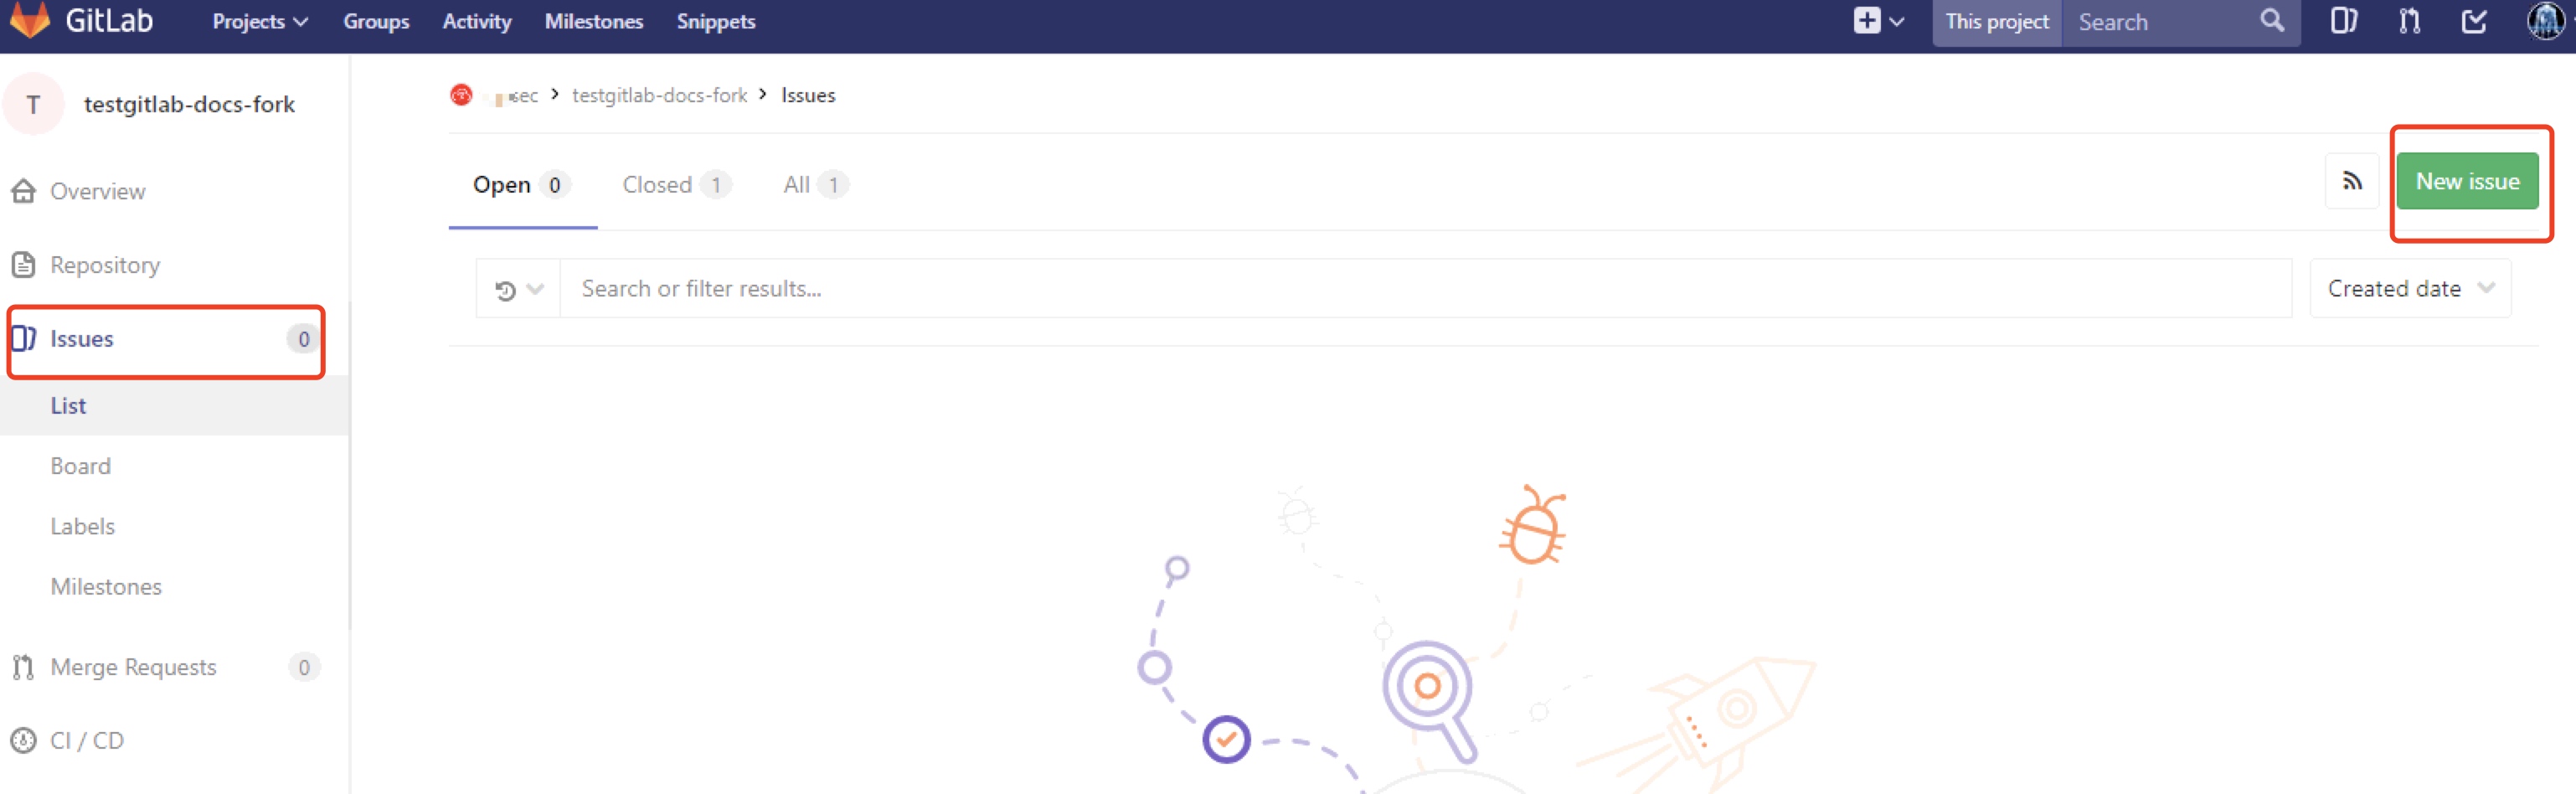 GitLab Projects Groups Activity Milestones Snippets This project Search
T testgitlab-docs-fork
sec > testgitlab-docs-fork > Issues
Open 0 Closed 1 All 1
New issue
Overview
Repository
Search or filter results...
Created date
Issues 0
List
Board
Labels
Milestones
Merge Requests 0
CI / CD